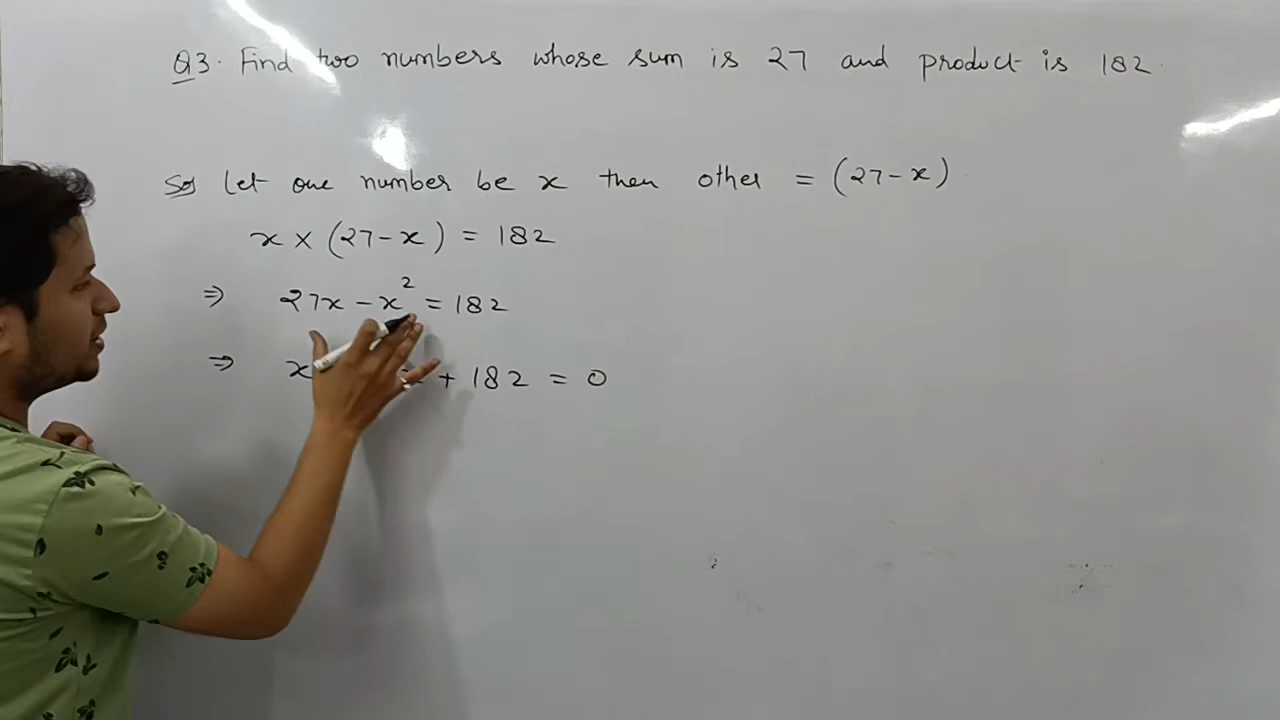 Q3. Find two numbers whose sum is 27 and product is 182.
Sol let one number be x then other = (27-x)
x × (27-x) = 182
⇒ 27x - x² = 182
⇒ x + 182 = 0